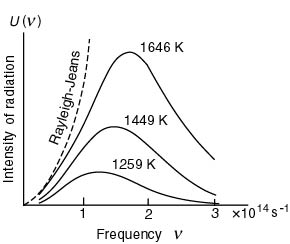 U(ν)
1646 K
Rayleigh-Jeans
Intensity of radiation
1449 K
1259 K
1 2 3 ×10¹⁴ s⁻¹
Frequency ν